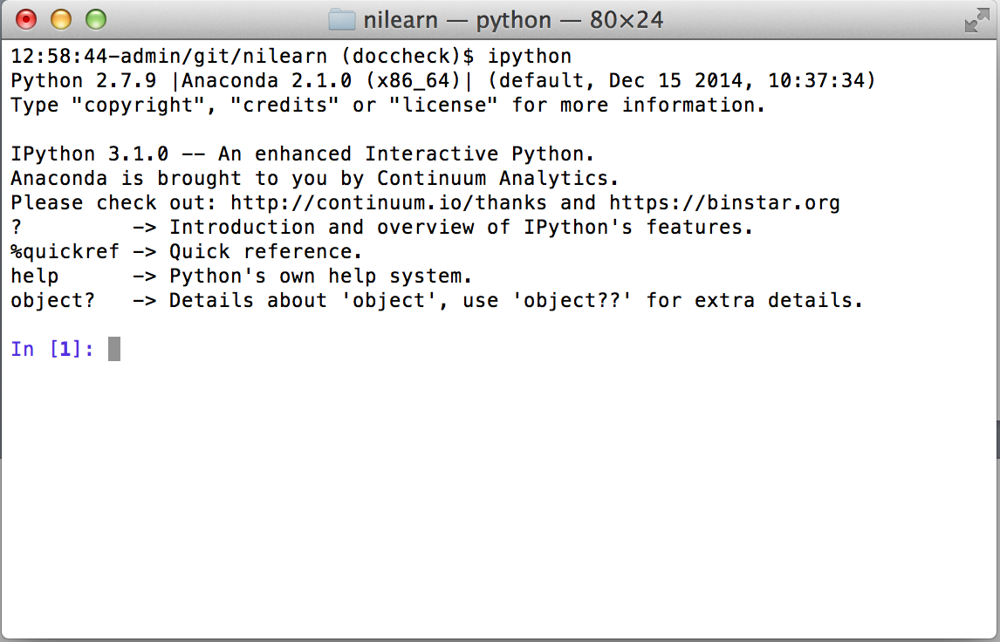 nilearn — python — 80×24
12:58:44-admin/git/nilearn (doccheck)$ ipython
Python 2.7.9 |Anaconda 2.1.0 (x86_64)| (default, Dec 15 2014, 10:37:34)
Type "copyright", "credits" or "license" for more information.
IPython 3.1.0 -- An enhanced Interactive Python.
Anaconda is brought to you by Continuum Analytics.
Please check out: http://continuum.io/thanks and https://binstar.org
?         -> Introduction and overview of IPython's features.
%quickref -> Quick reference.
help      -> Python's own help system.
object?   -> Details about 'object', use 'object??' for extra details.
In [1]: